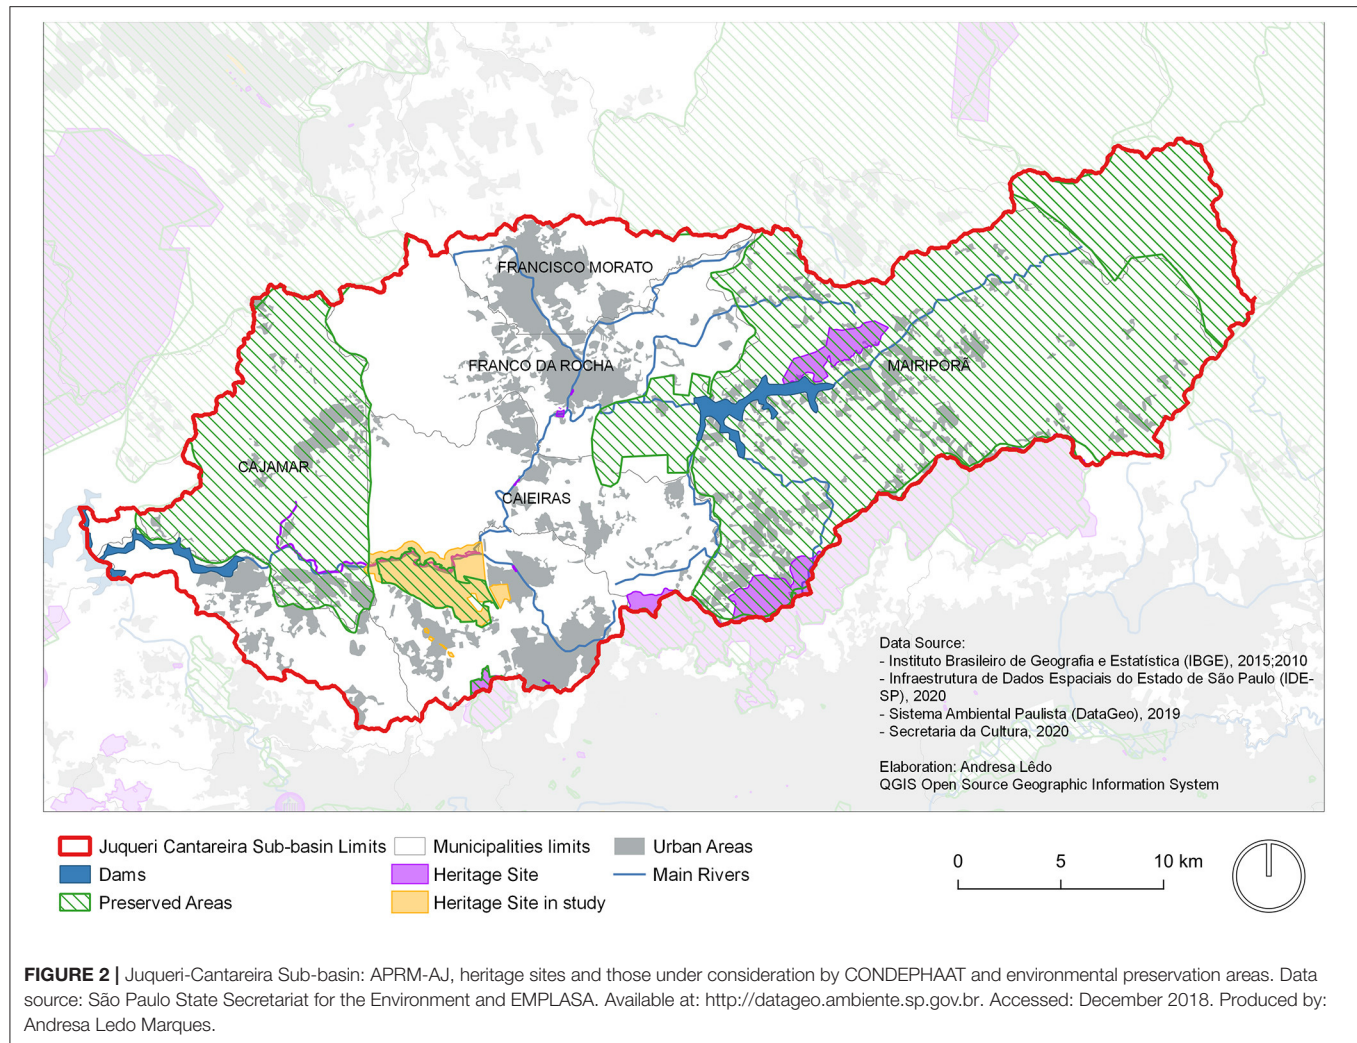 FRANCISCO MORATO
FRANCO DA ROCHA
MAIRIPORÃ
CAJAMAR
CAIEIRAS
Data Source:
- Instituto Brasileiro de Geografia e Estatística (IBGE), 2015;2010
- Infraestrutura de Dados Espaciais do Estado de São Paulo (IDE-
SP), 2020
- Sistema Ambiental Paulista (DataGeo), 2019
- Secretaria da Cultura, 2020
Elaboration: Andresa Lêdo
QGIS Open Source Geographic Information System
Juqueri Cantareira Sub-basin Limits
Municipalities limits
Urban Areas
Dams
Heritage Site
Main Rivers
Preserved Areas
Heritage Site in study
0 5 10 km
FIGURE 2 | Juqueri-Cantareira Sub-basin: APRM-AJ, heritage sites and those under consideration by CONDEPHAAT and environmental preservation areas. Data
source: São Paulo State Secretariat for the Environment and EMPLASA. Available at: http://datageo.ambiente.sp.gov.br. Accessed: December 2018. Produced by:
Andresa Ledo Marques.